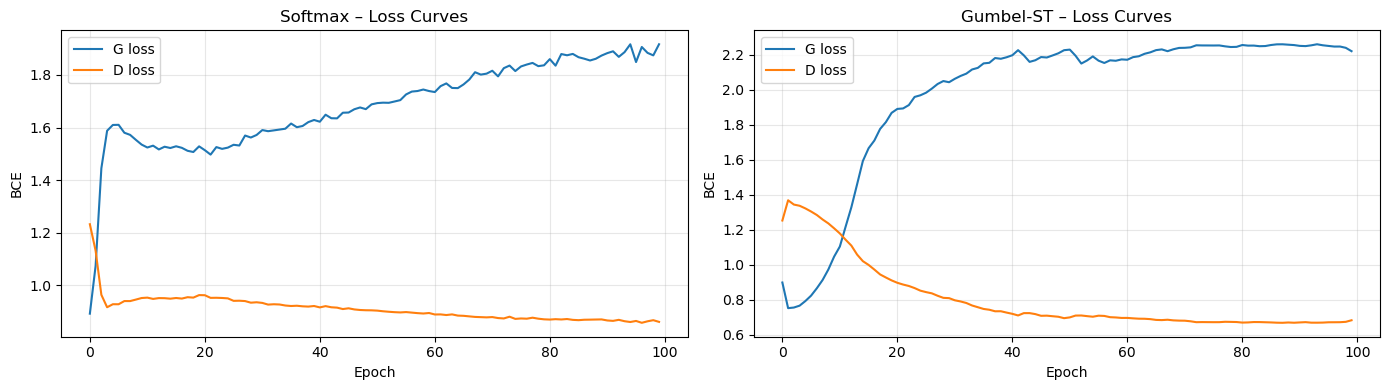 Softmax – Loss Curves
G loss
D loss
BCE
1.8
1.6
1.4
1.2
1.0
0 20 40 60 80 100
Epoch
Gumbel-ST – Loss Curves
G loss
D loss
BCE
2.2
2.0
1.8
1.6
1.4
1.2
1.0
0.8
0.6
0 20 40 60 80 100
Epoch